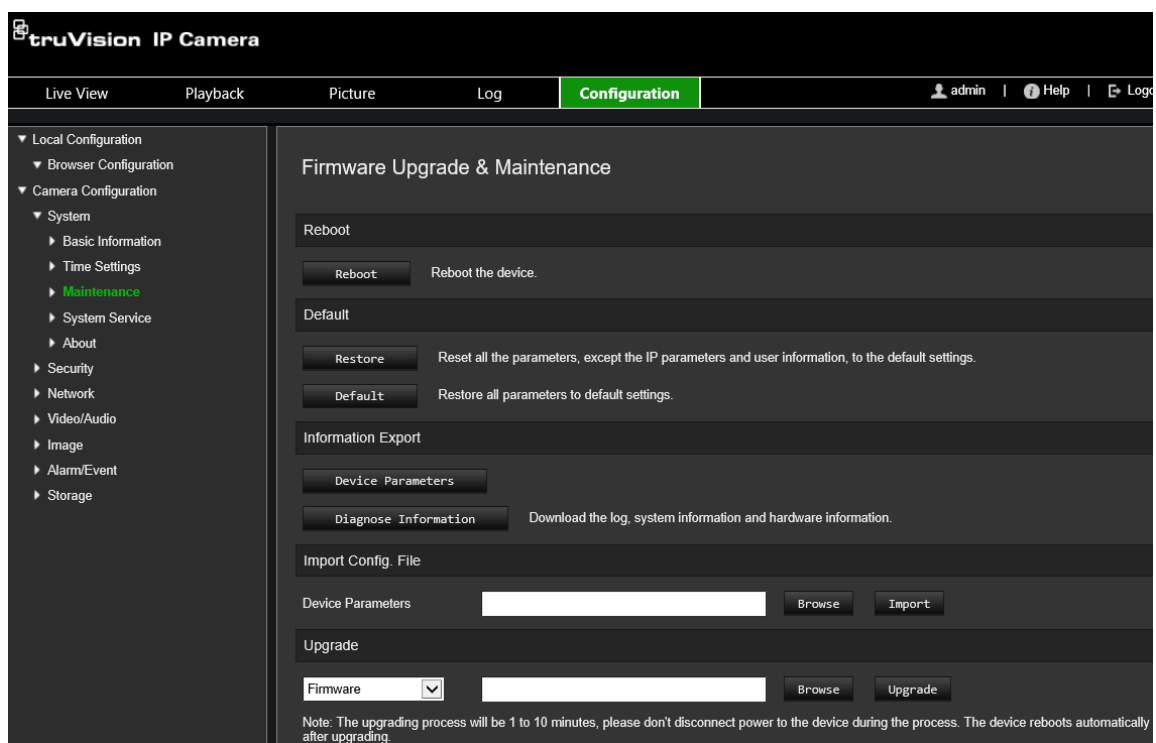 truVision IP Camera
Live View Playback Picture Log Configuration admin | Help | Logo
Local Configuration
Browser Configuration
Camera Configuration
System
Basic Information
Time Settings
Maintenance
System Service
About
Security
Network
Video/Audio
Image
Alarm/Event
Storage
Firmware Upgrade & Maintenance
Reboot
Reboot Reboot the device.
Default
Restore Reset all the parameters, except the IP parameters and user information, to the default settings.
Default Restore all parameters to default settings.
Information Export
Device Parameters
Diagnose Information Download the log, system information and hardware information.
Import Config. File
Device Parameters Browse Import
Upgrade
Firmware Browse Upgrade
Note: The upgrading process will be 1 to 10 minutes, please don't disconnect power to the device during the process. The device reboots automatically
after upgrading.